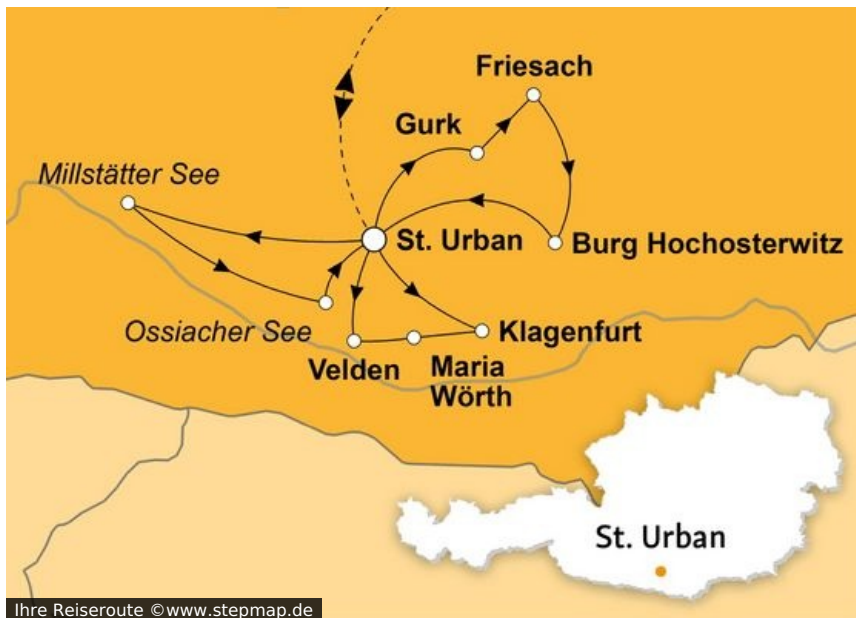 Friesach
Gurk
Millstätter See
St. Urban
Burg Hochosterwitz
Ossiacher See
Klagenfurt
Velden
Maria
Wörth
St. Urban
Ihre Reiseroute ©www.stepmap.de